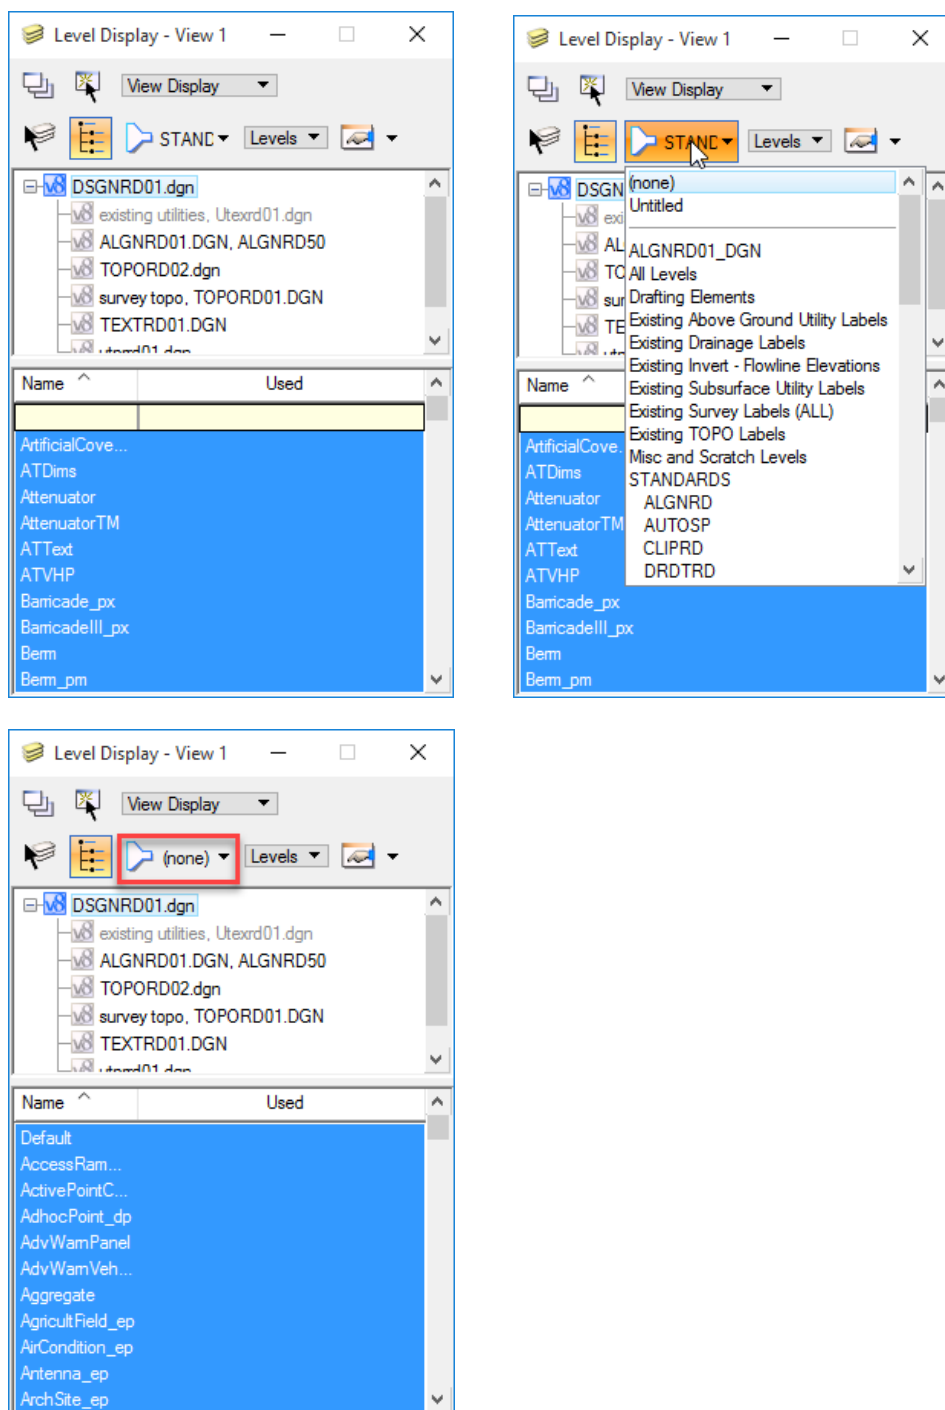 Level Display - View 1
View Display
STAND
Levels
DSGNRD01.dgn
existing utilities, Utexrd01.dgn
ALGNRD01.DGN, ALGNRD50
TOPORD02.dgn
survey topo, TOPORD01.DGN
TEXTRD01.DGN
Name Used
ArtificialCove...
ATDims
Attenuator
AttenuatorTM
ATText
ATVHP
Barricade_px
BarricadeIII_px
Berm
Berm_pm
Level Display - View 1
View Display
STAND
Levels
DSGN
exi
AL
TO
sur
TE
(none)
Untitled
ALGNRD01_DGN
All Levels
Drafting Elements
Existing Above Ground Utility Labels
Existing Drainage Labels
Existing Invert - Flowline Elevations
Existing Subsurface Utility Labels
Existing Survey Labels (ALL)
Existing TOPO Labels
Misc and Scratch Levels
STANDARDS
ALGNRD
AUTOSP
CLIPRD
DRDTRD
Name
ArtificialCove.
ATDims
Attenuator
AttenuatorTM
ATText
ATVHP
Barricade_px
BarricadeIII_px
Berm
Berm_pm
Level Display - View 1
View Display
(none)
Levels
DSGNRD01.dgn
existing utilities, Utexrd01.dgn
ALGNRD01.DGN, ALGNRD50
TOPORD02.dgn
survey topo, TOPORD01.DGN
TEXTRD01.DGN
Name Used
Default
AccessRam...
ActivePointC...
AdhocPoint_dp
AdvWarnPanel
AdvWarnVeh...
Aggregate
AgricultField_ep
AirCondition_ep
Antenna_ep
ArchSite_ep